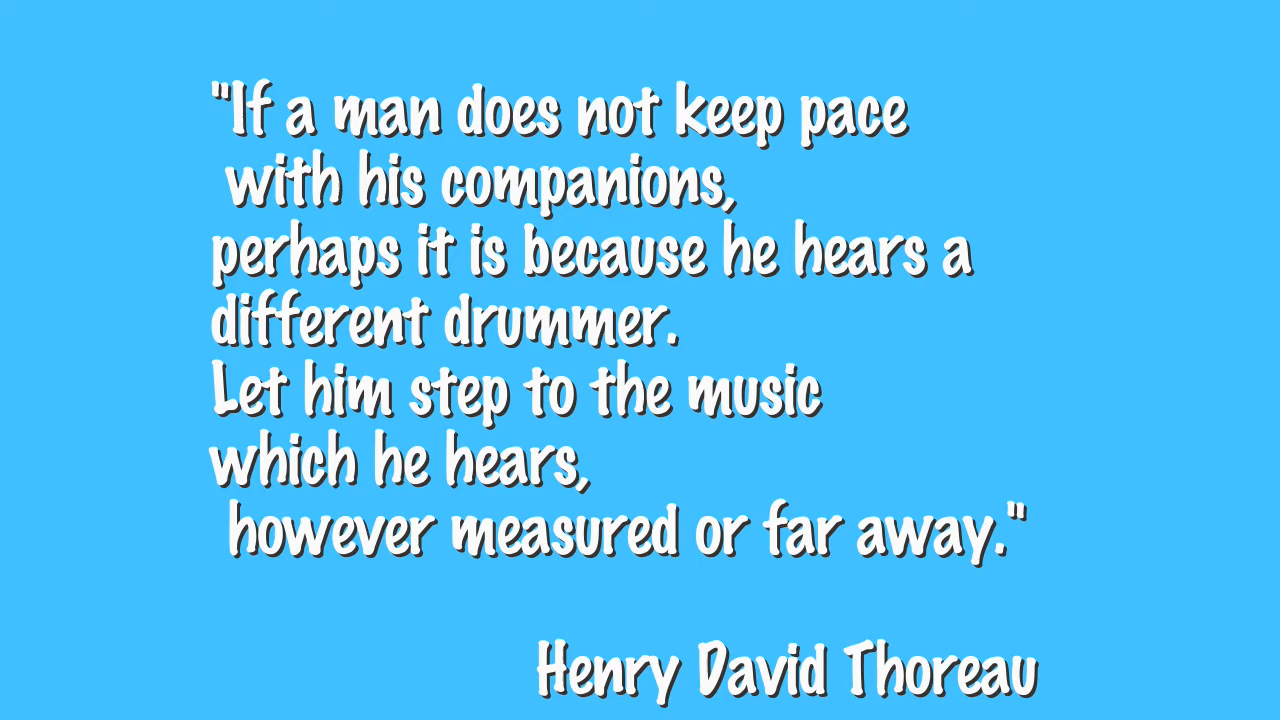 "If a man does not keep pace
with his companions,
perhaps it is because he hears a
different drummer.
Let him step to the music
which he hears,
however measured or far away."
Henry David Thoreau